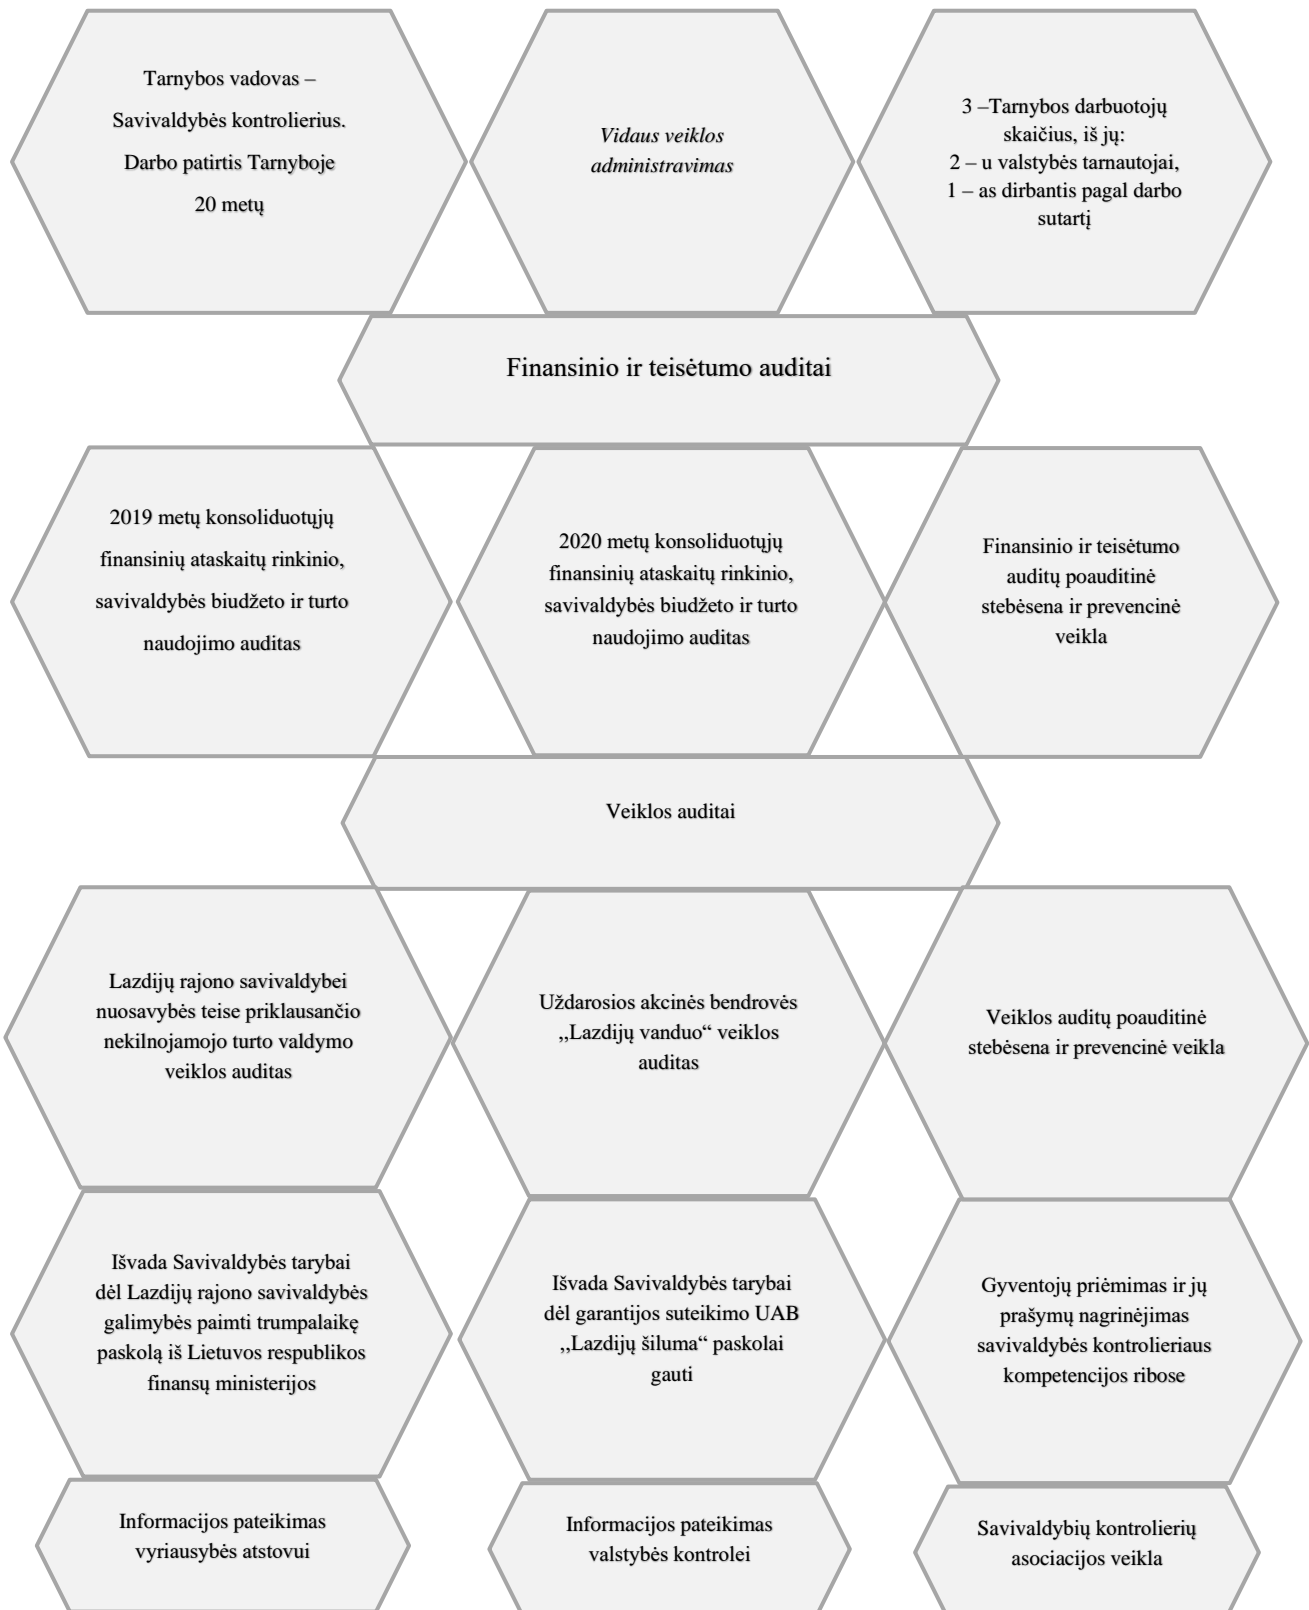 Tarnybos vadovas –
Savivaldybės kontrolierius.
Darbo patirtis Tarnyboje
20 metų
Vidaus veiklos
administravimas
3 –Tarnybos darbuotojų
skaičius, iš jų:
2 – u valstybės tarnautojai,
1 – as dirbantis pagal darbo
sutartį
Finansinio ir teisėtumo auditai
2019 metų konsoliduotųjų
finansinių ataskaitų rinkinio,
savivaldybės biudžeto ir turto
naudojimo auditas
2020 metų konsoliduotųjų
finansinių ataskaitų rinkinio,
savivaldybės biudžeto ir turto
naudojimo auditas
Finansinio ir teisėtumo
auditų poauditinė
stebėsena ir prevencinė
veikla
Veiklos auditai
Lazdijų rajono savivaldybei
nuosavybės teise priklausančio
nekilnojamojo turto valdymo
veiklos auditas
Uždarosios akcinės bendrovės
,,Lazdijų vanduo“ veiklos
auditas
Veiklos auditų poauditinė
stebėsena ir prevencinė veikla
Išvada Savivaldybės tarybai
dėl Lazdijų rajono savivaldybės
galimybės paimti trumpalaikę
paskolą iš Lietuvos respublikos
finansų ministerijos
Išvada Savivaldybės tarybai
dėl garantijos suteikimo UAB
,,Lazdijų šiluma“ paskolai
gauti
Gyventojų priėmimas ir jų
prašymų nagrinėjimas
savivaldybės kontrolieriaus
kompetencijos ribose
Informacijos pateikimas
vyriausybės atstovui
Informacijos pateikimas
valstybės kontrolei
Savivaldybių kontrolierių
asociacijos veikla